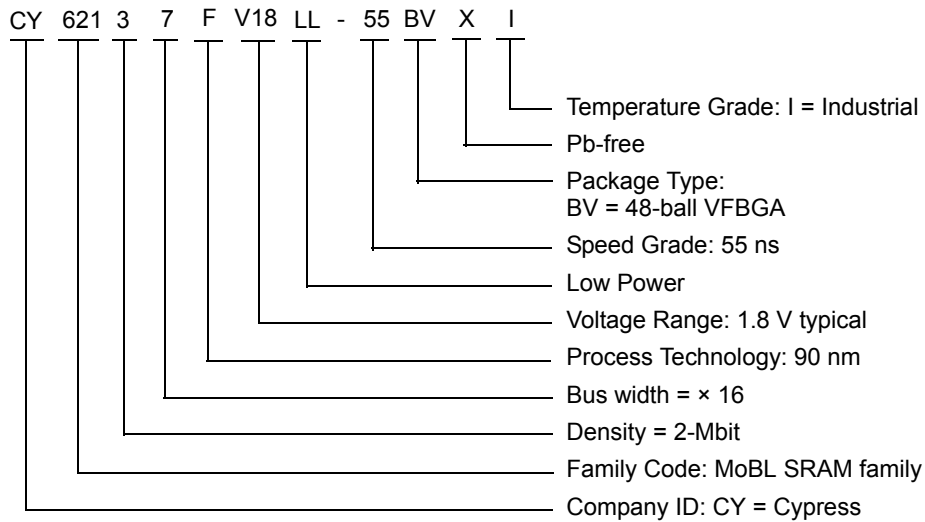 CY 621 3 7 F V18 LL - 55 BV X I
Temperature Grade: I = Industrial
Pb-free
Package Type:
BV = 48-ball VFBGA
Speed Grade: 55 ns
Low Power
Voltage Range: 1.8 V typical
Process Technology: 90 nm
Bus width = × 16
Density = 2-Mbit
Family Code: MoBL SRAM family
Company ID: CY = Cypress